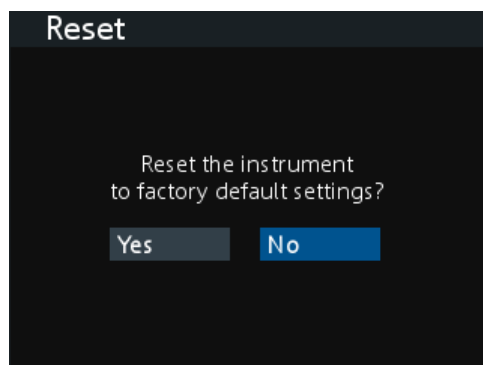 Reset
Reset the instrument
to factory default settings?
Yes No